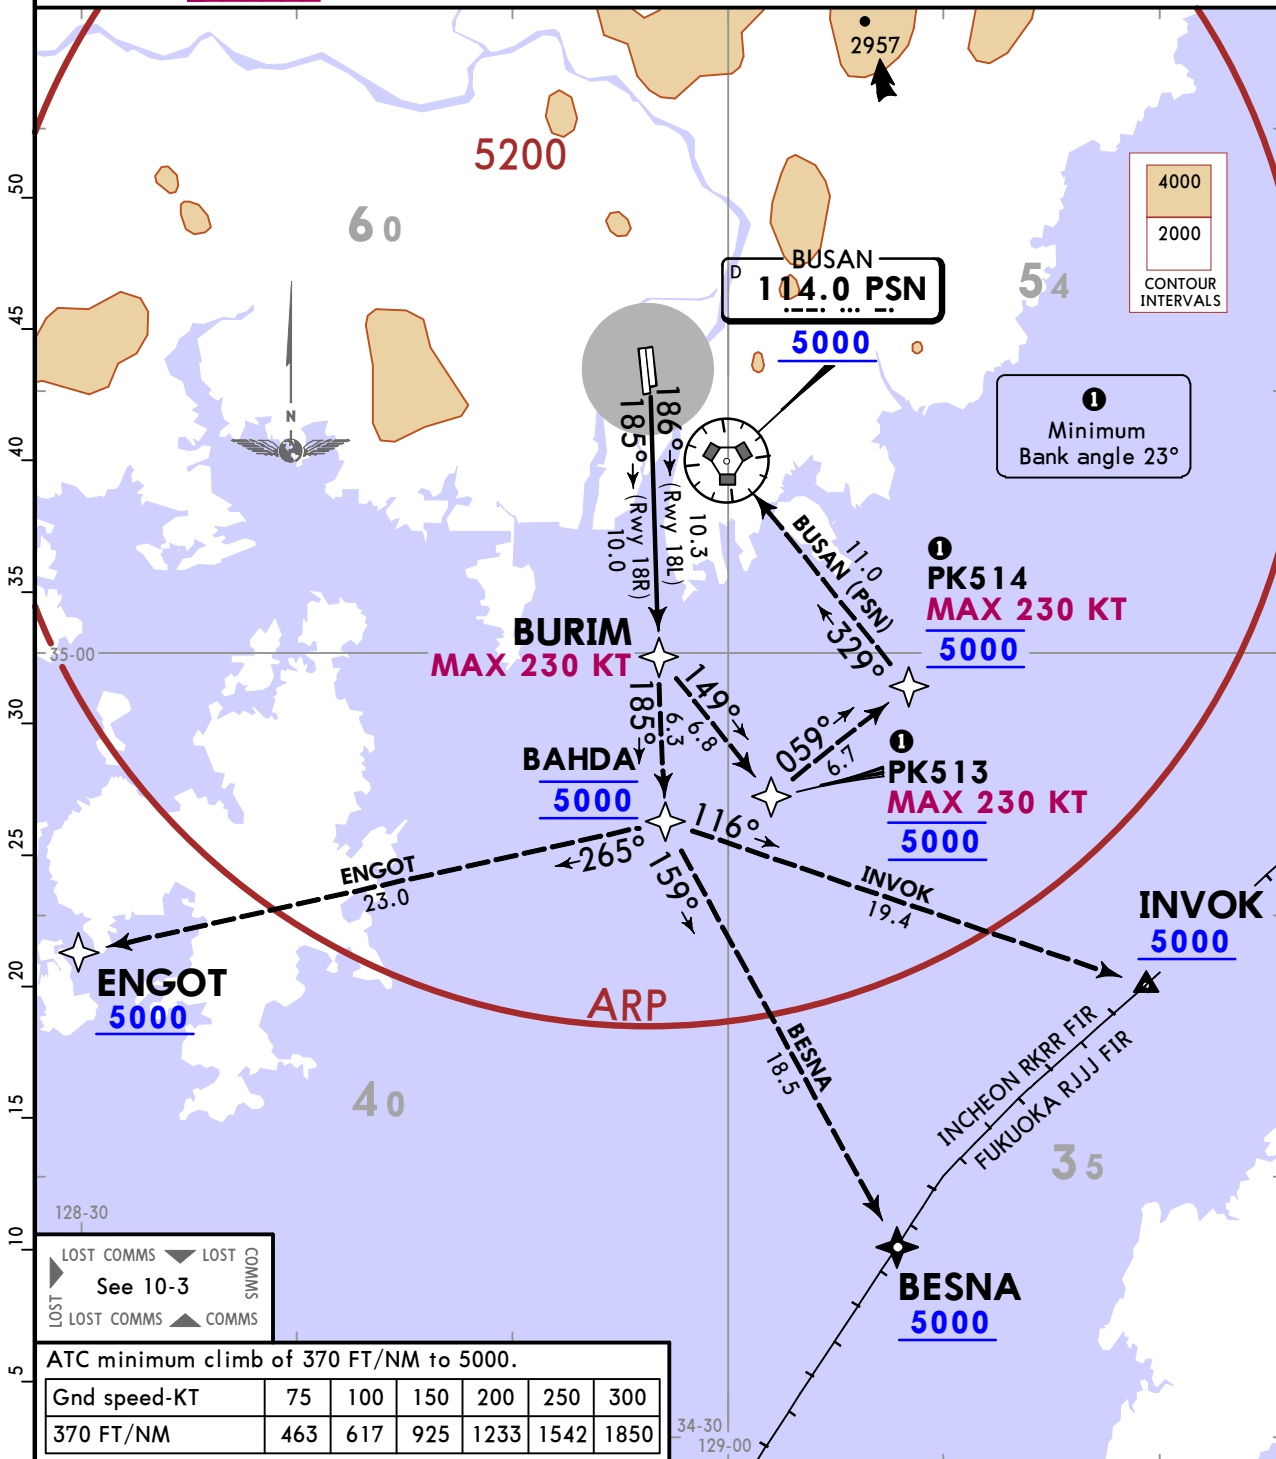 2957
5200
60
54
4000
2000
CONTOUR
INTERVALS
BUSAN
D
114.0 PSN
5000
N
❶
Minimum
Bank angle 23°
186°
(Rwy 18L)
10.3
185°
(Rwy 18R)
10.0
BUSAN (PSN)
11.0
329°
❶
PK514
MAX 230 KT
5000
BURIM
MAX 230 KT
35-00
149°
6.8
185°
6.3
059°
6.7
❶
PK513
MAX 230 KT
5000
BAHDA
5000
116°
INVOK
19.4
265°
ENGOT
23.0
159°
BESNA
18.5
INVOK
5000
ENGOT
5000
ARP
INCHEON RKRR FIR
FUKUOKA RJJJ FIR
40
35
BESNA
5000
50
45
40
35
30
25
20
15
10
5
128-30
LOST COMMS
LOST COMMS
See 10-3
LOST COMMS
LOST COMMS
34-30
129-00
ATC minimum climb of 370 FT/NM to 5000.
Gnd speed-KT 75 100 150 200 250 300
370 FT/NM 463 617 925 1233 1542 1850